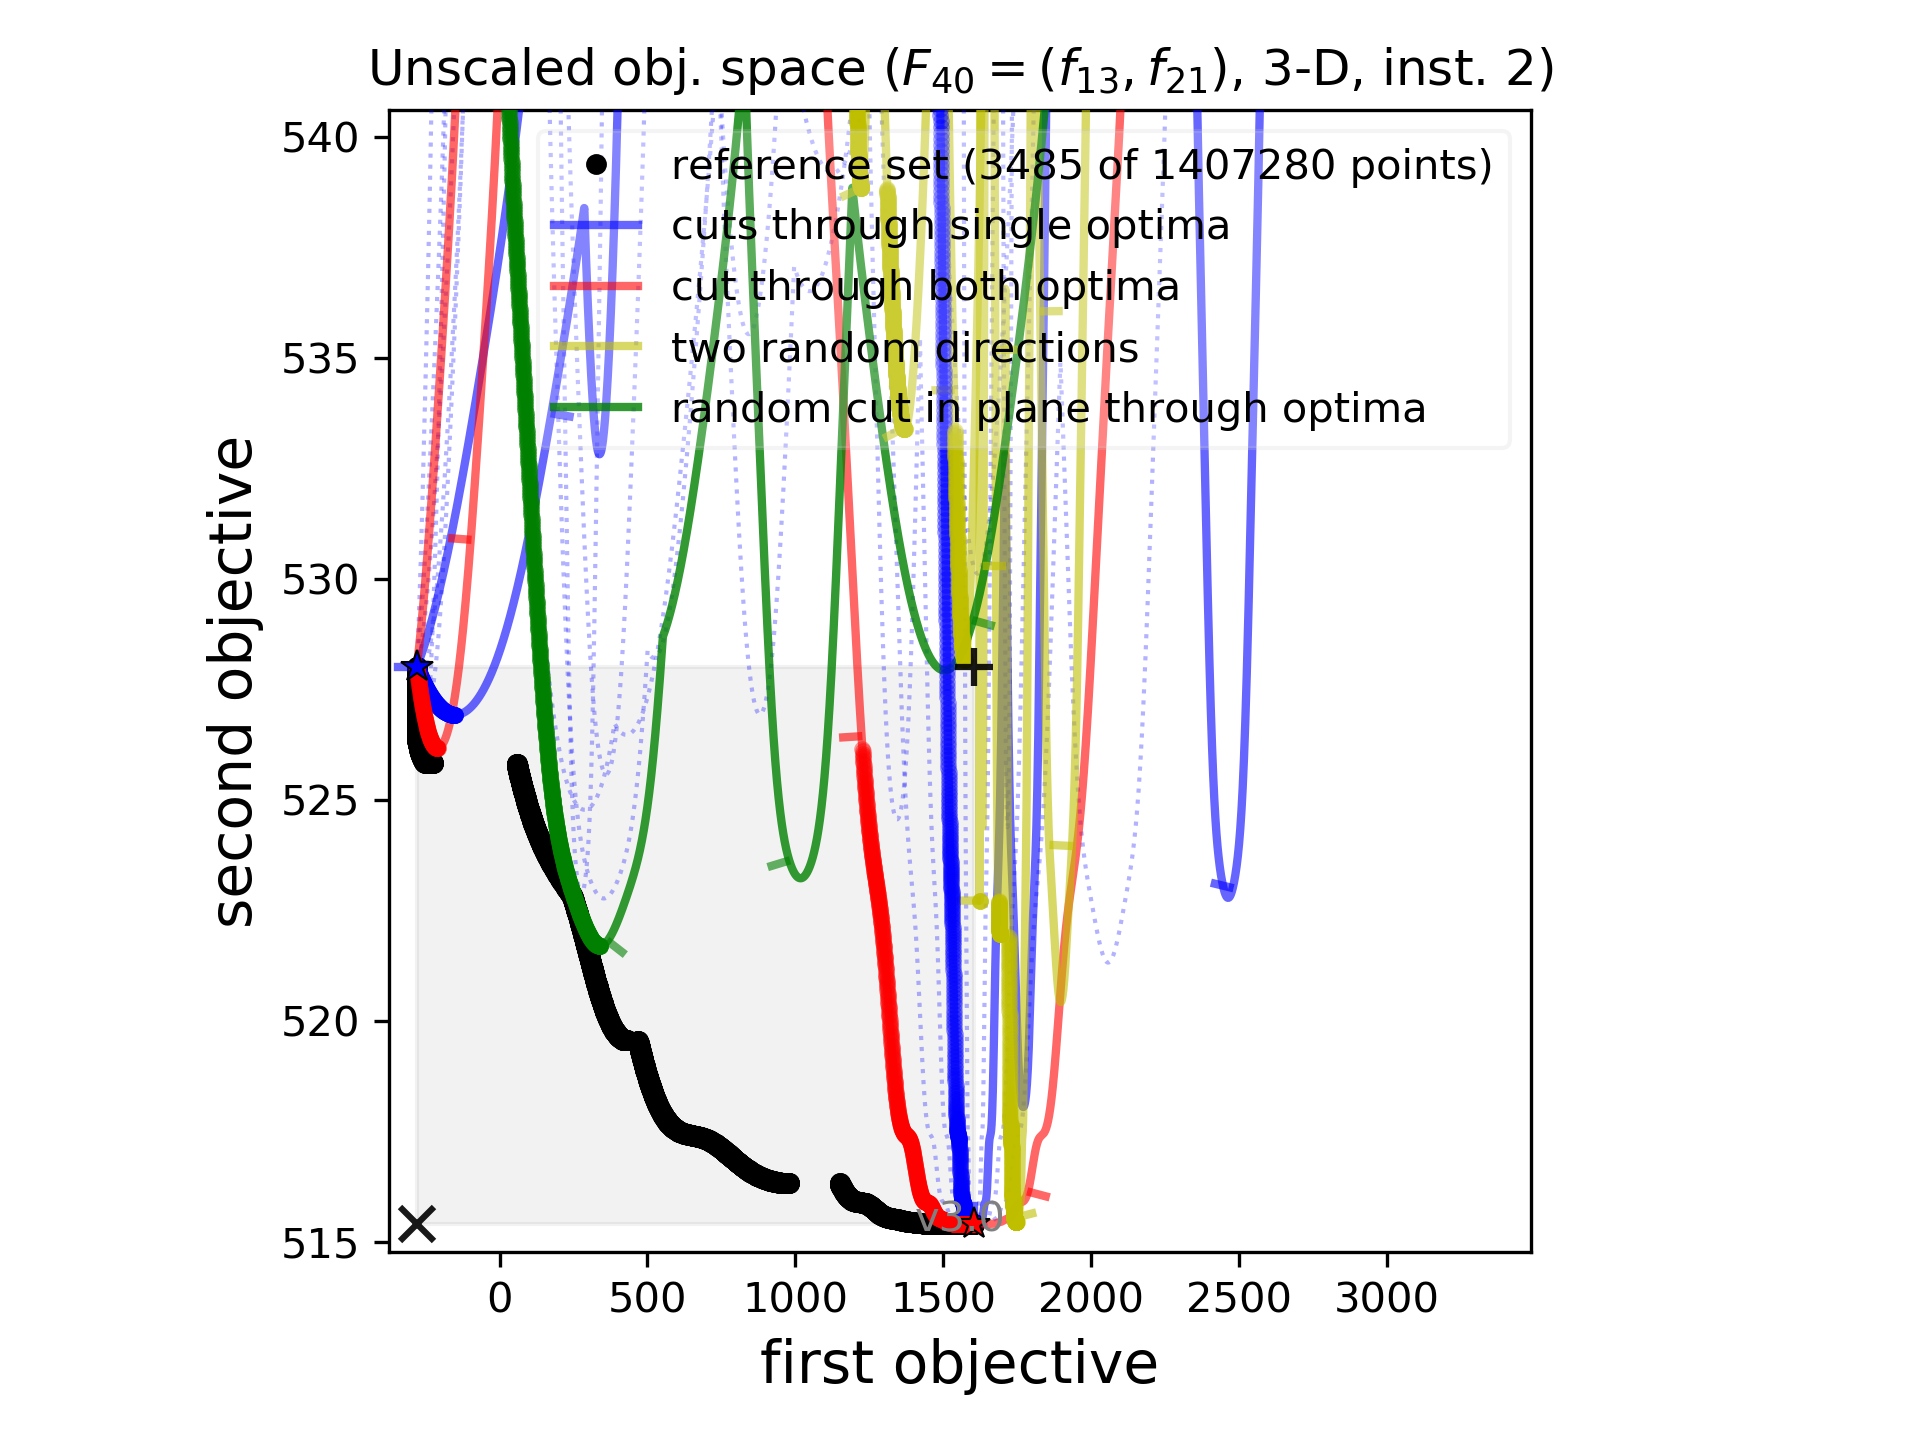 Unscaled obj. space (F40 = (f13, f21), 3-D, inst. 2)
540
535
530
525
520
515
second objective
reference set (3485 of 1407280 points)
cuts through single optima
cut through both optima
two random directions
random cut in plane through optima
v3.0
0 500 1000 1500 2000 2500 3000
first objective